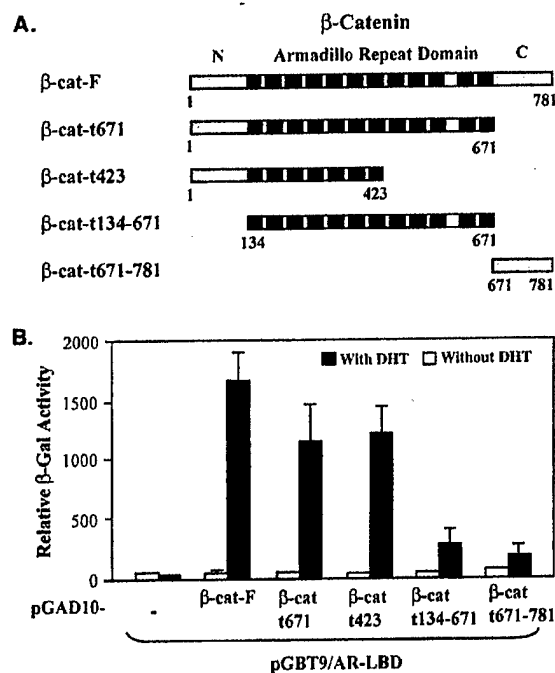 A.
β-Catenin
N Armadillo Repeat Domain C
β-cat-F
1 781
β-cat-t671
1 671
β-cat-t423
1 423
β-cat-t134-671
134 671
β-cat-t671-781
671 781
B.
With DHT Without DHT
Relative β-Gal Activity
2000
1500
1000
500
0
pGAD10- - β-cat-F β-cat t671 β-cat t423 β-cat t134-671 β-cat t671-781
pGBT9/AR-LBD